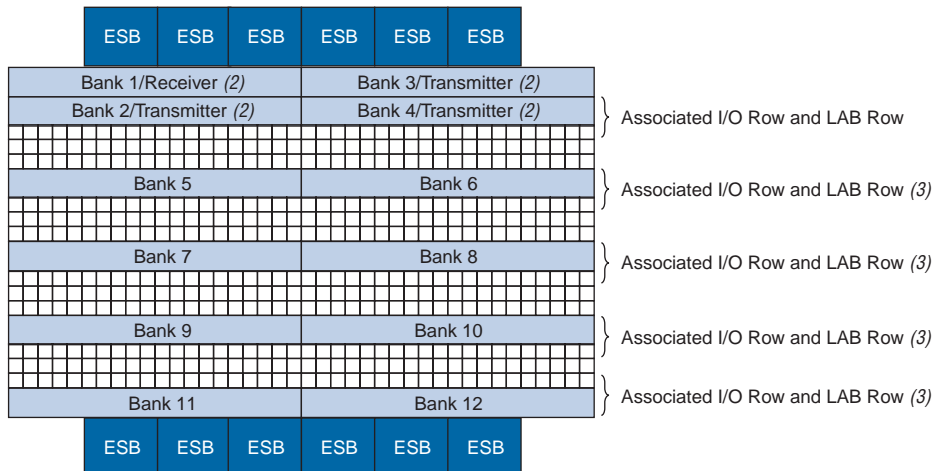 ESB ESB ESB ESB ESB ESB
Bank 1/Receiver (2) Bank 3/Transmitter (2)
Bank 2/Transmitter (2) Bank 4/Transmitter (2)
Associated I/O Row and LAB Row
Bank 5 Bank 6
Associated I/O Row and LAB Row (3)
Bank 7 Bank 8
Associated I/O Row and LAB Row (3)
Bank 9 Bank 10
Associated I/O Row and LAB Row (3)
Associated I/O Row and LAB Row (3)
Bank 11 Bank 12
ESB ESB ESB ESB ESB ESB